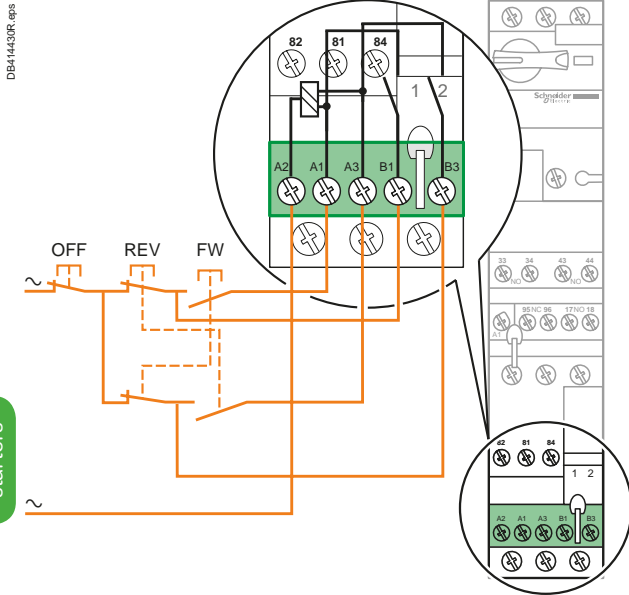 DB414430R.eps
82 81 84
1 2
A2 A1 A3 B1 B3
OFF REV FW
~
~
Schneider
Electric
33 34 43 44
NO NO
95 NC 96 17 NO 18
A1
82 81 84
1 2
A2 A1 A3 B1 B3